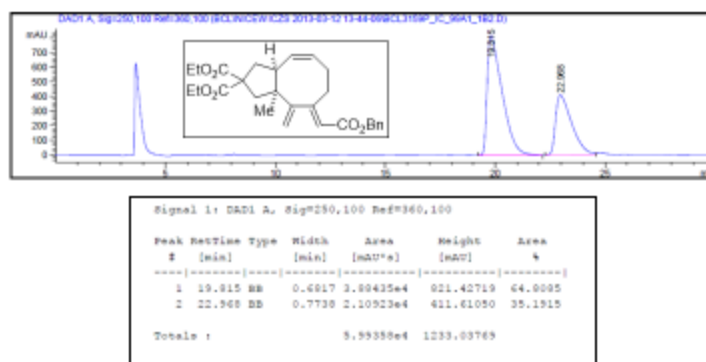 DAD1 A, Sig=250,100 Ref=360,100
mAU
700
600
500
400
300
200
100
0
5
10
15
20
25
19.815
22.968
H
EtO₂C
EtO₂C
Me
CO₂Bn
Signal 1: DAD1 A, Sig=250,100 Ref=360,100
Peak RetTime Type Width Area Height Area
# [min] [min] [mAU*s] [mAU] %
----|-------|----|-------|----------|----------|--------|
1 19.815 BB 0.6817 3.88435e4 821.42719 64.8085
2 22.968 BB 0.7738 2.10923e4 411.61050 35.1915
Totals : 5.99358e4 1233.03769